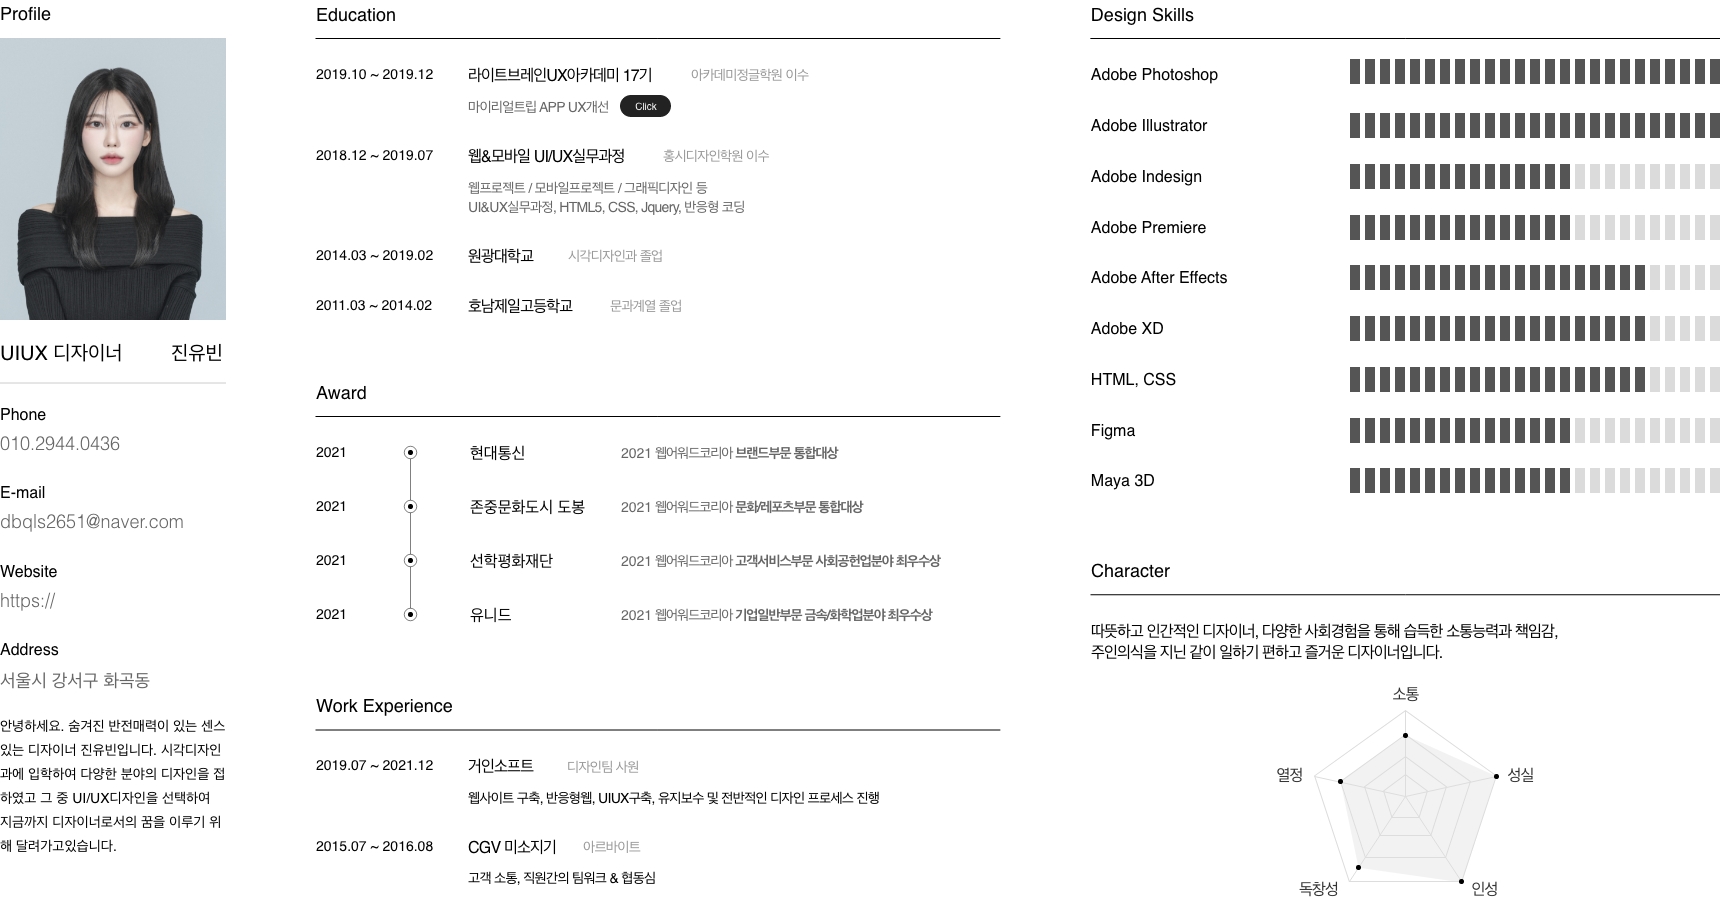 Profile
UIUX 디자이너 진유빈
Phone
010.2944.0436
E-mail
dbqls2651@naver.com
Website
https://
Address
서울시 강서구 화곡동
안녕하세요. 숨겨진 반전매력이 있는 센스
있는 디자이너 진유빈입니다. 시각디자인
과에 입학하여 다양한 분야의 디자인을 접
하였고 그 중 UI/UX디자인을 선택하여
지금까지 디자이너로서의 꿈을 이루기 위
해 달려가고있습니다.
Education
2019.10 ~ 2019.12 라이트브레인UX아카데미 17기 아카데미정글학원 이수
마이리얼트립 APP UX개선 Click
2018.12 ~ 2019.07 웹&모바일 UI/UX실무과정 홍시디자인학원 이수
웹프로젝트 / 모바일프로젝트 / 그래픽디자인 등
UI&UX실무과정, HTML5, CSS, Jquery, 반응형 코딩
2014.03 ~ 2019.02 원광대학교 시각디자인과 졸업
2011.03 ~ 2014.02 호남제일고등학교 문과계열 졸업
Award
2021 현대통신 2021 웹어워드코리아 브랜드부문 통합대상
2021 존중문화도시 도봉 2021 웹어워드코리아 문화/레포츠부문 통합대상
2021 선학평화재단 2021 웹어워드코리아 고객서비스부문 사회공헌업분야 최우수상
2021 유니드 2021 웹어워드코리아 기업일반부문 금속/화학업분야 최우수상
Work Experience
2019.07 ~ 2021.12 거인소프트 디자인팀 사원
웹사이트 구축, 반응형웹, UIUX구축, 유지보수 및 전반적인 디자인 프로세스 진행
2015.07 ~ 2016.08 CGV 미소지기 아르바이트
고객 소통, 직원간의 팀워크 & 협동심
Design Skills
Adobe Photoshop
Adobe Illustrator
Adobe Indesign
Adobe Premiere
Adobe After Effects
Adobe XD
HTML, CSS
Figma
Maya 3D
Character
따뜻하고 인간적인 디자이너, 다양한 사회경험을 통해 습득한 소통능력과 책임감,
주인의식을 지닌 같이 일하기 편하고 즐거운 디자이너입니다.
소통
열정 성실
독창성 인성